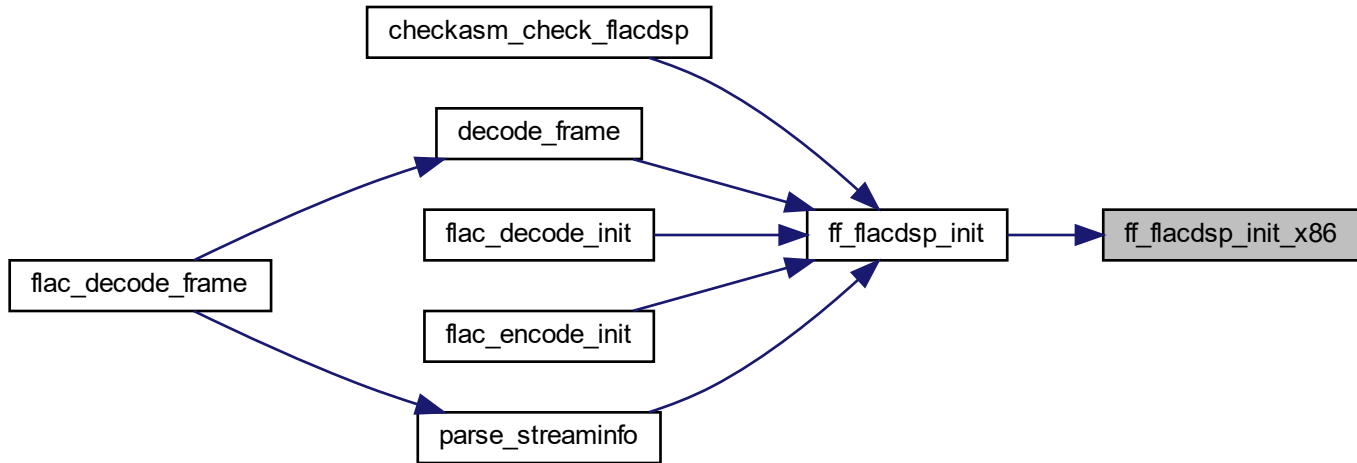 checkasm_check_flacdsp
decode_frame
flac_decode_init
ff_flacdsp_init
ff_flacdsp_init_x86
flac_decode_frame
flac_encode_init
parse_streaminfo